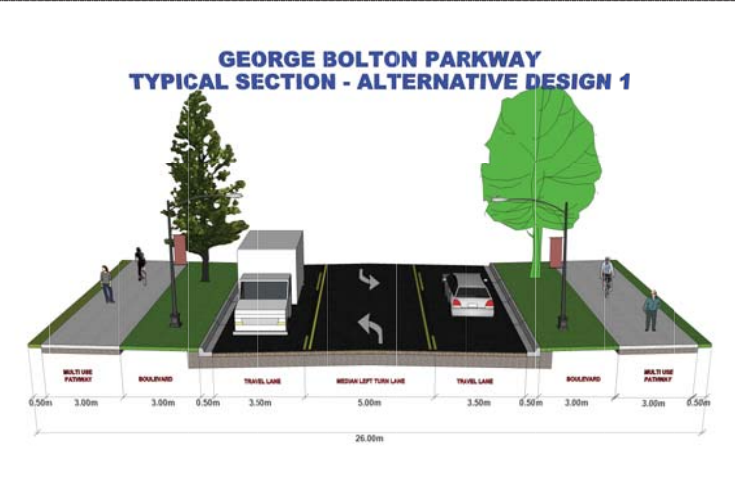 GEORGE BOLTON PARKWAY
TYPICAL SECTION - ALTERNATIVE DESIGN 1
MULTI USE
PATHWAY
BOULEVARD
TRAVEL LANE
MEDIAN LEFT TURN LANE
TRAVEL LANE
BOULEVARD
MULTI USE
PATHWAY
0.50m 3.00m 3.00m 0.50m 3.50m 5.00m 3.50m 0.50m 3.00m 3.00m 0.50m
26.00m